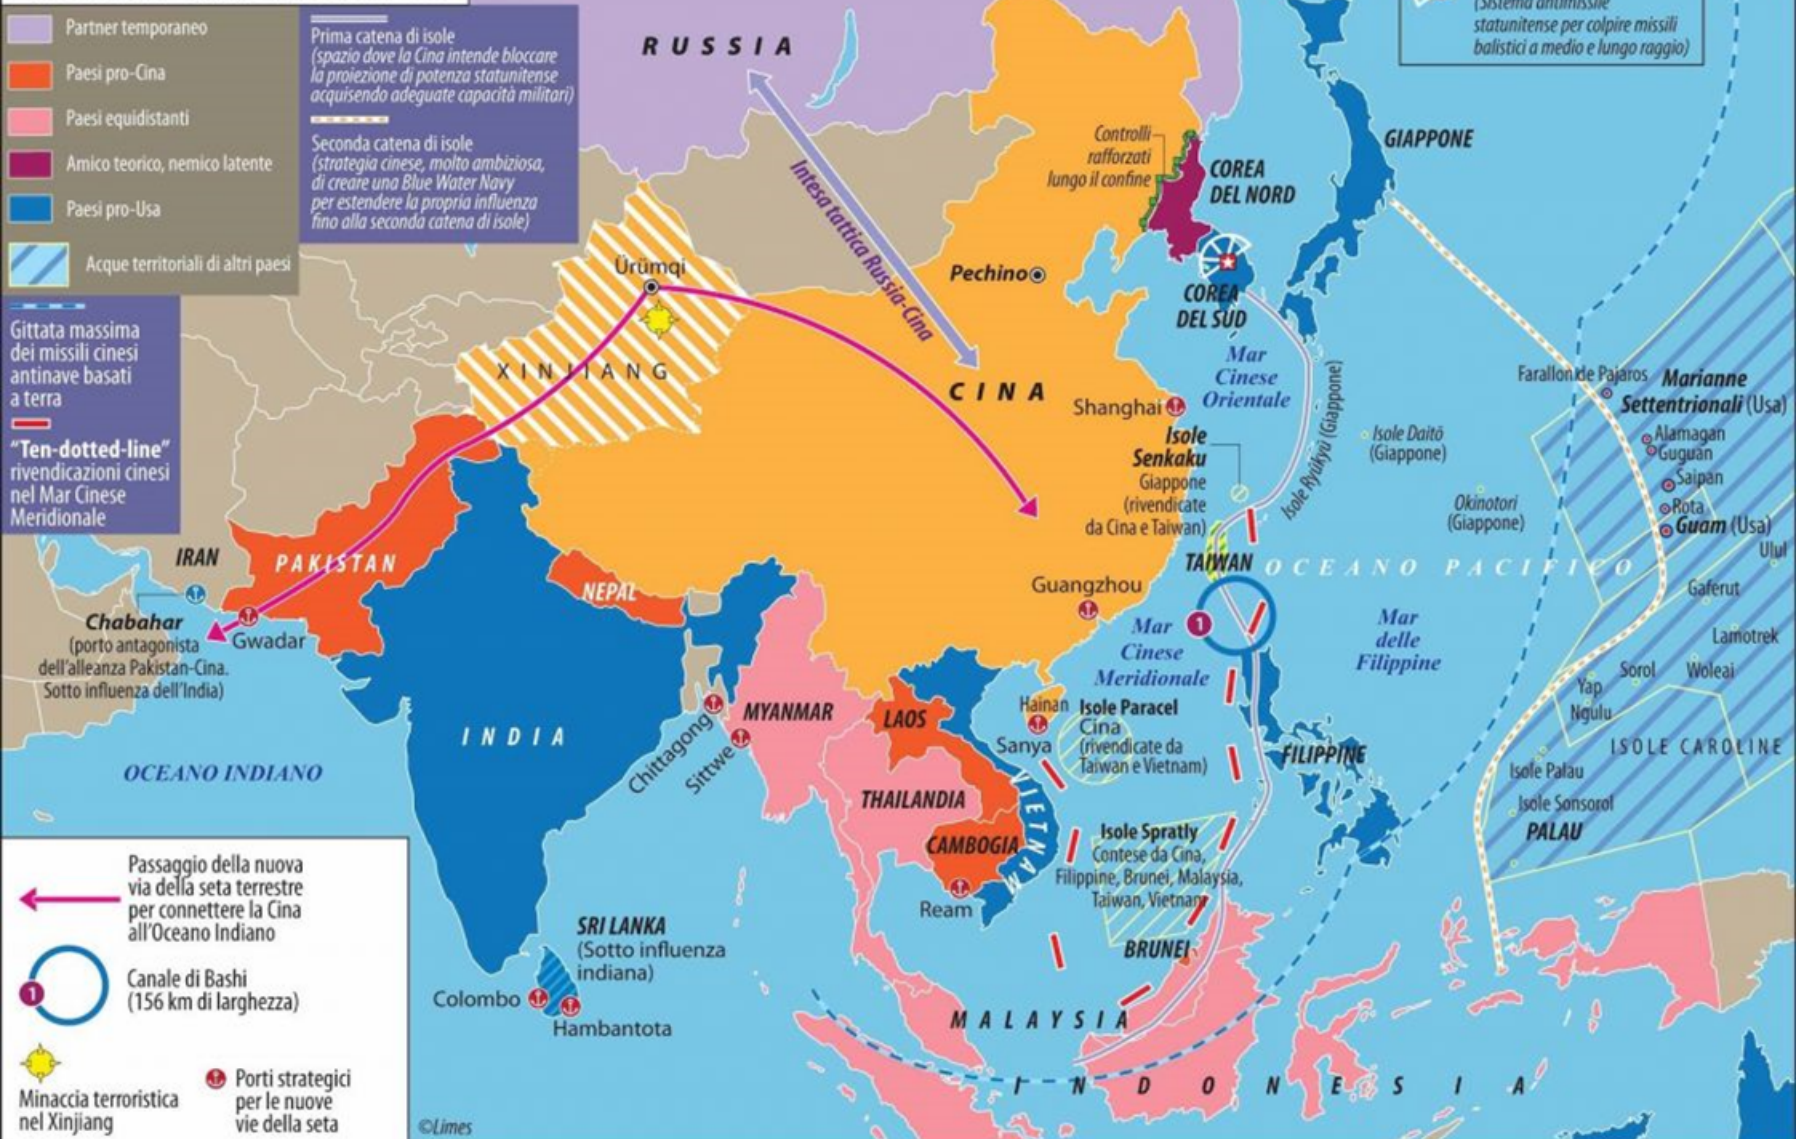 Partner temporaneo
Paesi pro-Cina
Paesi equidistanti
Amico teorico, nemico latente
Paesi pro-Usa
Acque territoriali di altri paesi
Prima catena di isole
(spazio dove la Cina intende bloccare
la proiezione di potenza statunitense
acquisendo adeguate capacità militari)
Seconda catena di isole
(strategia cinese, molto ambiziosa,
di creare una Blue Water Navy
per estendere la propria influenza
fino alla seconda catena di isole)
Gittata massima
dei missili cinesi
antinave basati
a terra
"Ten-dotted-line"
rivendicazioni cinesi
nel Mar Cinese
Meridionale
(Sistema antimissile
statunitense per colpire missili
balistici a medio e lungo raggio)
RUSSIA
Intesa tattica Russia-Cina
Controlli
rafforzati
lungo il confine
COREA
DEL NORD
GIAPPONE
Ürümqi
XINJIANG
Pechino
COREA
DEL SUD
CINA
Mar
Cinese
Orientale
Shanghai
Isole
Senkaku
Giappone
(rivendicate
da Cina e Taiwan)
Isole Ryūkyū (Giappone)
Isole Daitō
(Giappone)
Okinotori
(Giappone)
Farallon de Pajaros
Marianne
Settentrionali (Usa)
Alamagan
Guguan
Saipan
Rota
Guam (Usa)
Ulul
Gaferut
Lamotrek
Sorol
Woleai
Yap
Ngulu
ISOLE CAROLINE
Isole Palau
Isole Sonsorol
PALAU
TAIWAN
OCEANO PACIFICO
1
Guangzhou
Mar
Cinese
Meridionale
Mar
delle
Filippine
IRAN
PAKISTAN
NEPAL
Chabahar
(porto antagonista
dell'alleanza Pakistan-Cina.
Sotto influenza dell'India)
Gwadar
INDIA
OCEANO INDIANO
Chittagong
Sittwe
MYANMAR
LAOS
THAILANDIA
CAMBOGIA
VIETNAM
Ream
Hainan
Sanya
Isole Paracel
Cina
(rivendicate da
Taiwan e Vietnam)
FILIPPINE
Isole Spratly
Contese da Cina,
Filippine, Brunei, Malaysia,
Taiwan, Vietnam
BRUNEI
MALAYSIA
INDONESIA
SRI LANKA
(Sotto influenza
indiana)
Colombo
Hambantota
Passaggio della nuova
via della seta terrestre
per connettere la Cina
all'Oceano Indiano
1
Canale di Bashi
(156 km di larghezza)
Minaccia terroristica
nel Xinjiang
Porti strategici
per le nuove
vie della seta
©Limes